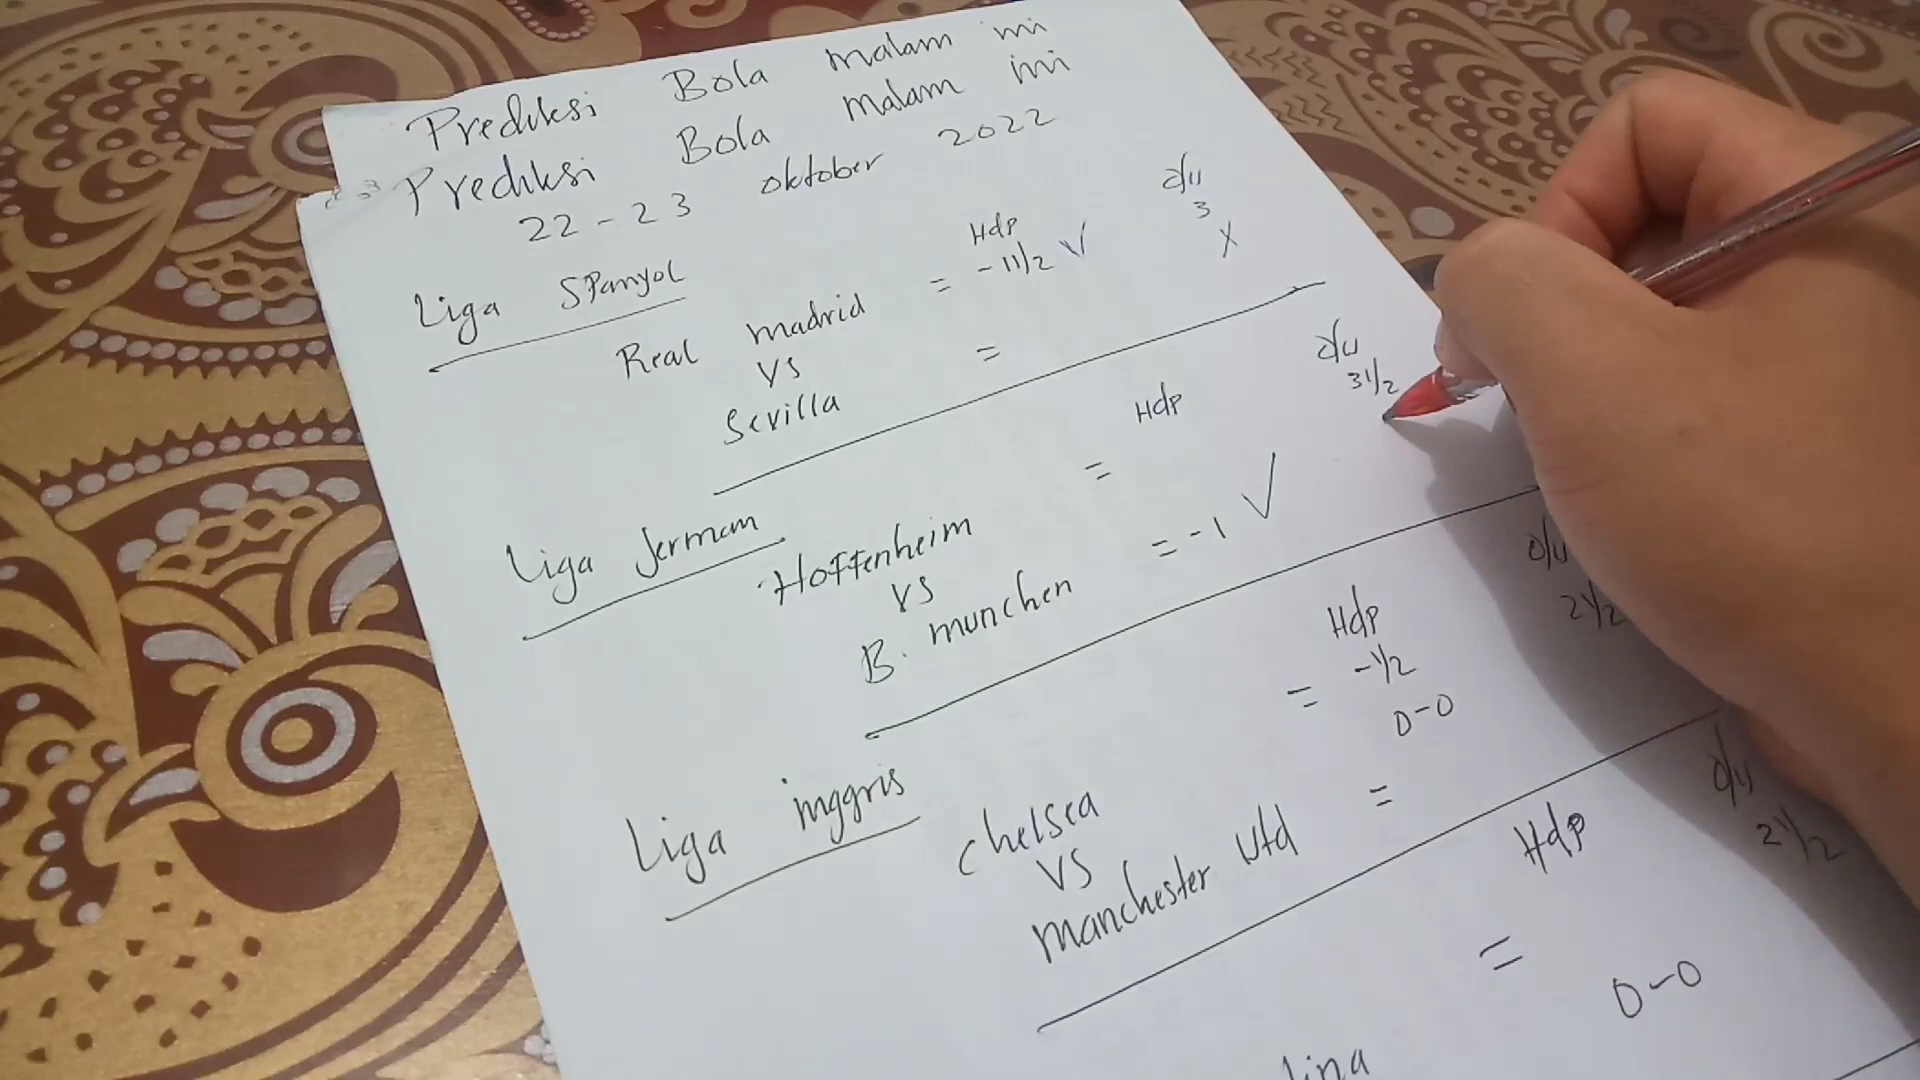 Prediksi Bola malam ini
Prediksi Bola malam ini
22-23 oktober 2022
Liga Spanyol
Hdp o/u
Real madrid = -1 1/2 √ 3
X
vs
Sevilla =
Liga Jerman
Hdp o/u
3 1/2
Hoffenheim =
vs
B. munchen = -1 √
Liga inggris
Hdp o/u
Chelsea = -1/2 2 1/2
0-0
vs
manchester Utd =
Hdp o/u
2 1/2
=
0-0